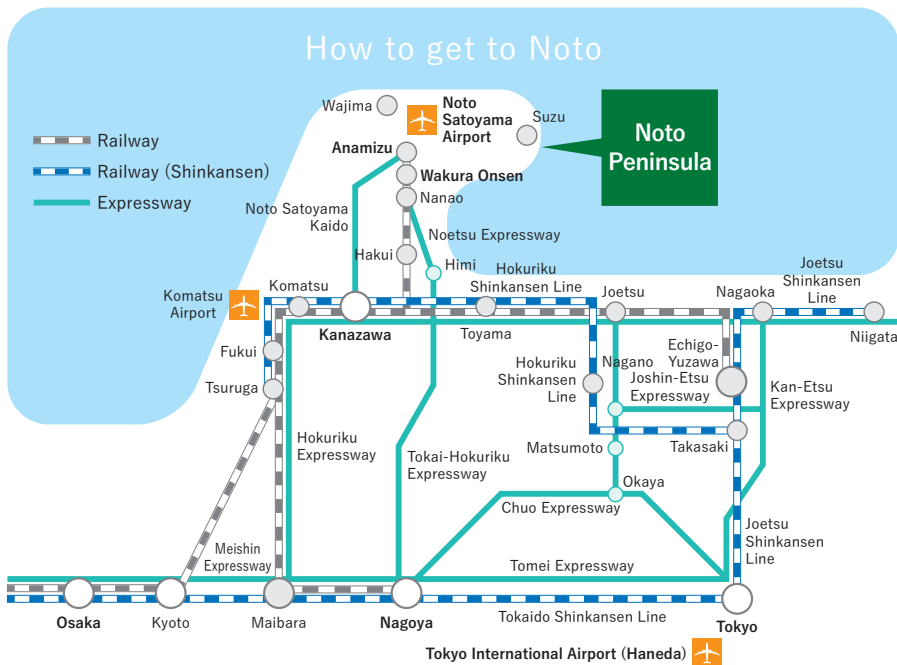 How to get to Noto
Railway
Railway (Shinkansen)
Expressway
Wajima
Noto
Satoyama
Airport
Suzu
Noto
Peninsula
Anamizu
Wakura Onsen
Nanao
Noto Satoyama
Kaido
Noetsu Expressway
Hakui
Himi
Komatsu
Airport
Komatsu
Hokuriku
Shinkansen Line
Joetsu
Nagaoka
Joetsu
Shinkansen
Line
Kanazawa
Toyama
Niigata
Fukui
Tsuruga
Hokuriku
Shinkansen
Line
Nagano
Echigo-
Yuzawa
Joshin-Etsu
Expressway
Kan-Etsu
Expressway
Hokuriku
Expressway
Tokai-Hokuriku
Expressway
Matsumoto
Takasaki
Okaya
Chuo Expressway
Meishin
Expressway
Tomei Expressway
Joetsu
Shinkansen
Line
Osaka
Kyoto
Maibara
Nagoya
Tokaido Shinkansen Line
Tokyo
Tokyo International Airport (Haneda)